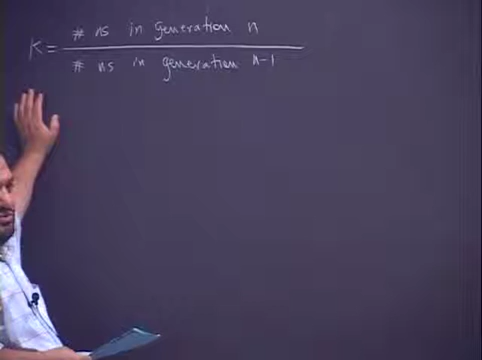 K = # ns in generation n
# ns in generation n-1